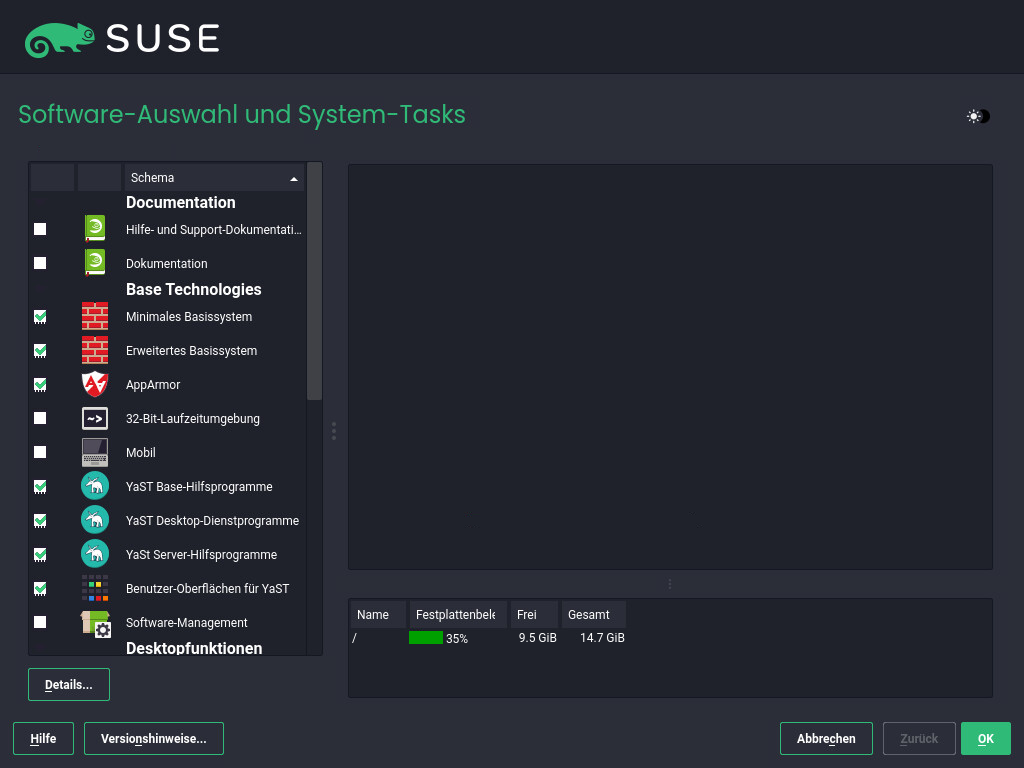 SUSE
Software-Auswahl und System-Tasks
Schema
Documentation
Hilfe- und Support-Dokumentati...
Dokumentation
Base Technologies
Minimales Basissystem
Erweitertes Basissystem
AppArmor
32-Bit-Laufzeitumgebung
Mobil
YaST Base-Hilfsprogramme
YaST Desktop-Dienstprogramme
YaSt Server-Hilfsprogramme
Benutzer-Oberflächen für YaST
Software-Management
Desktopfunktionen
Name Festplattenbele Frei Gesamt
/ 35% 9.5 GiB 14.7 GiB
Details...
Hilfe Versionshinweise... Abbrechen Zurück OK